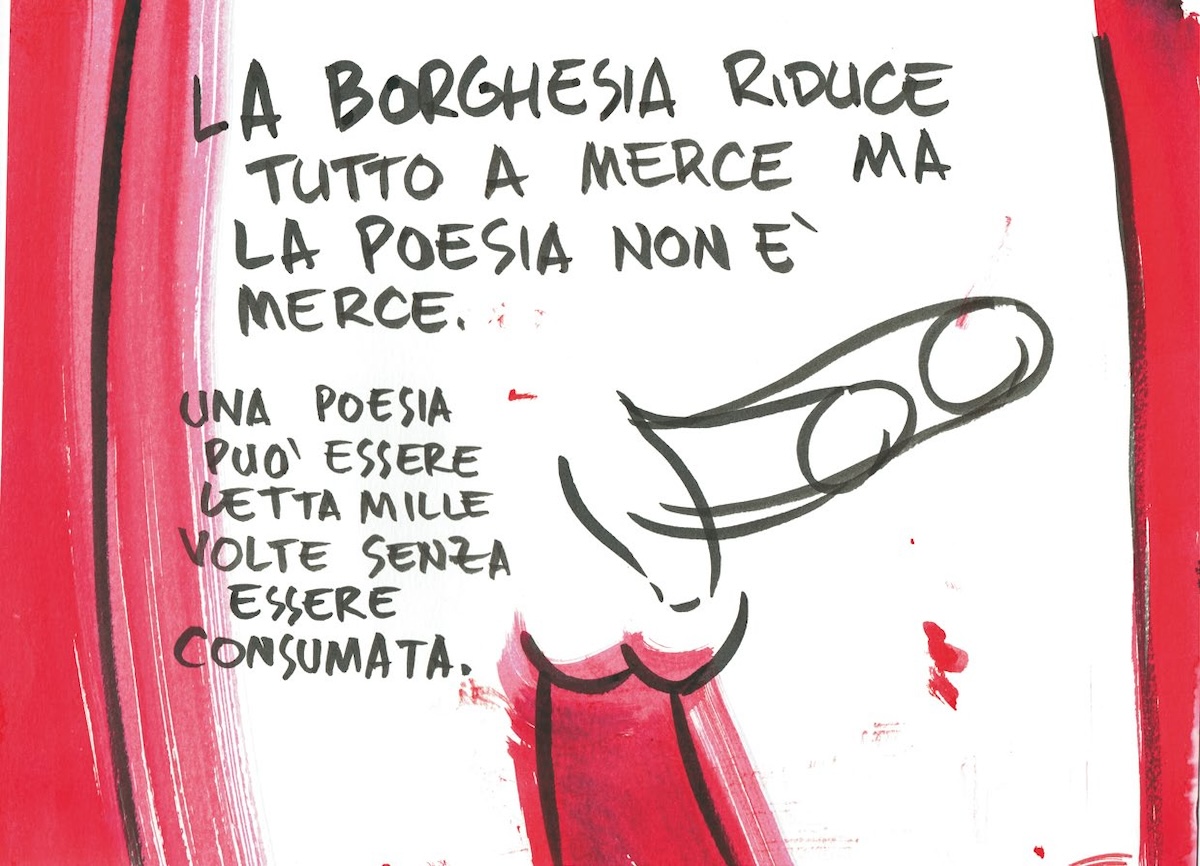 LA BORGHESIA RIDUCE
TUTTO A MERCE MA
LA POESIA NON È
MERCE.
UNA POESIA
PUO' ESSERE
LETTA MILLE
VOLTE SENZA
ESSERE
CONSUMATA.